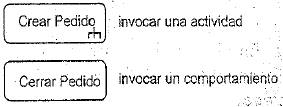 Crear Pedido invocar una actividad
Cerrar Pedido invocar un comportamiento